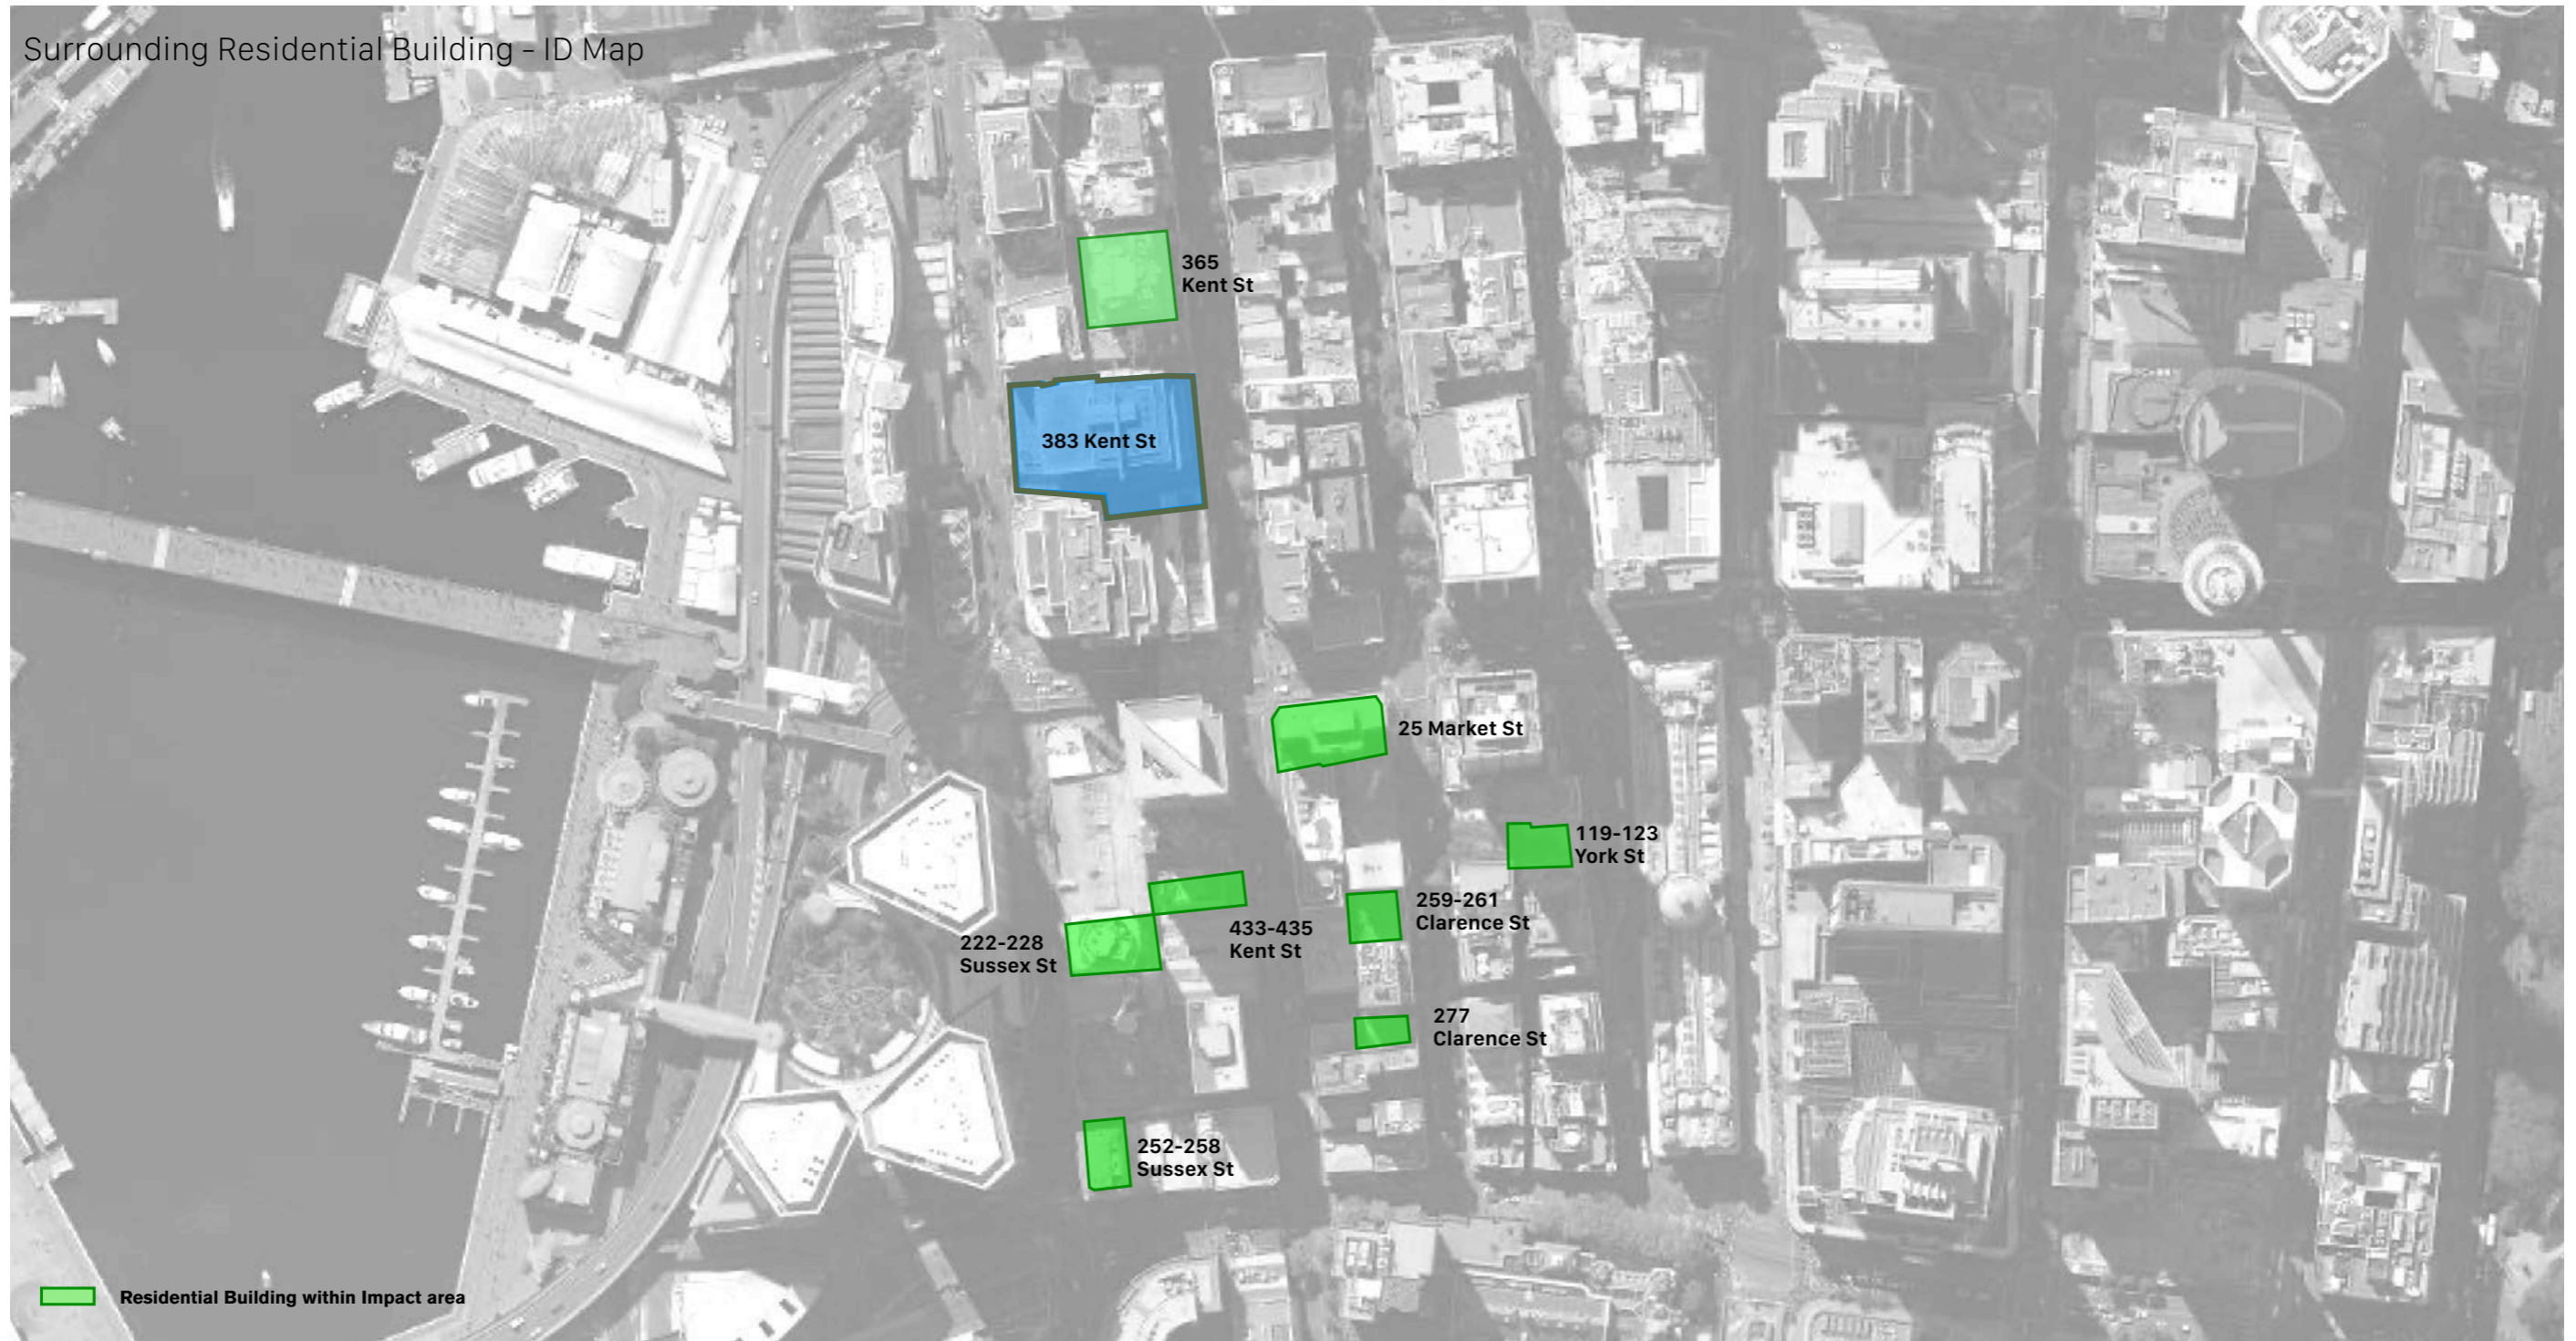 Surrounding Residential Building - ID Map
365
Kent St
383 Kent St
25 Market St
119-123
York St
259-261
Clarence St
433-435
Kent St
222-228
Sussex St
277
Clarence St
252-258
Sussex St
Residential Building within Impact area